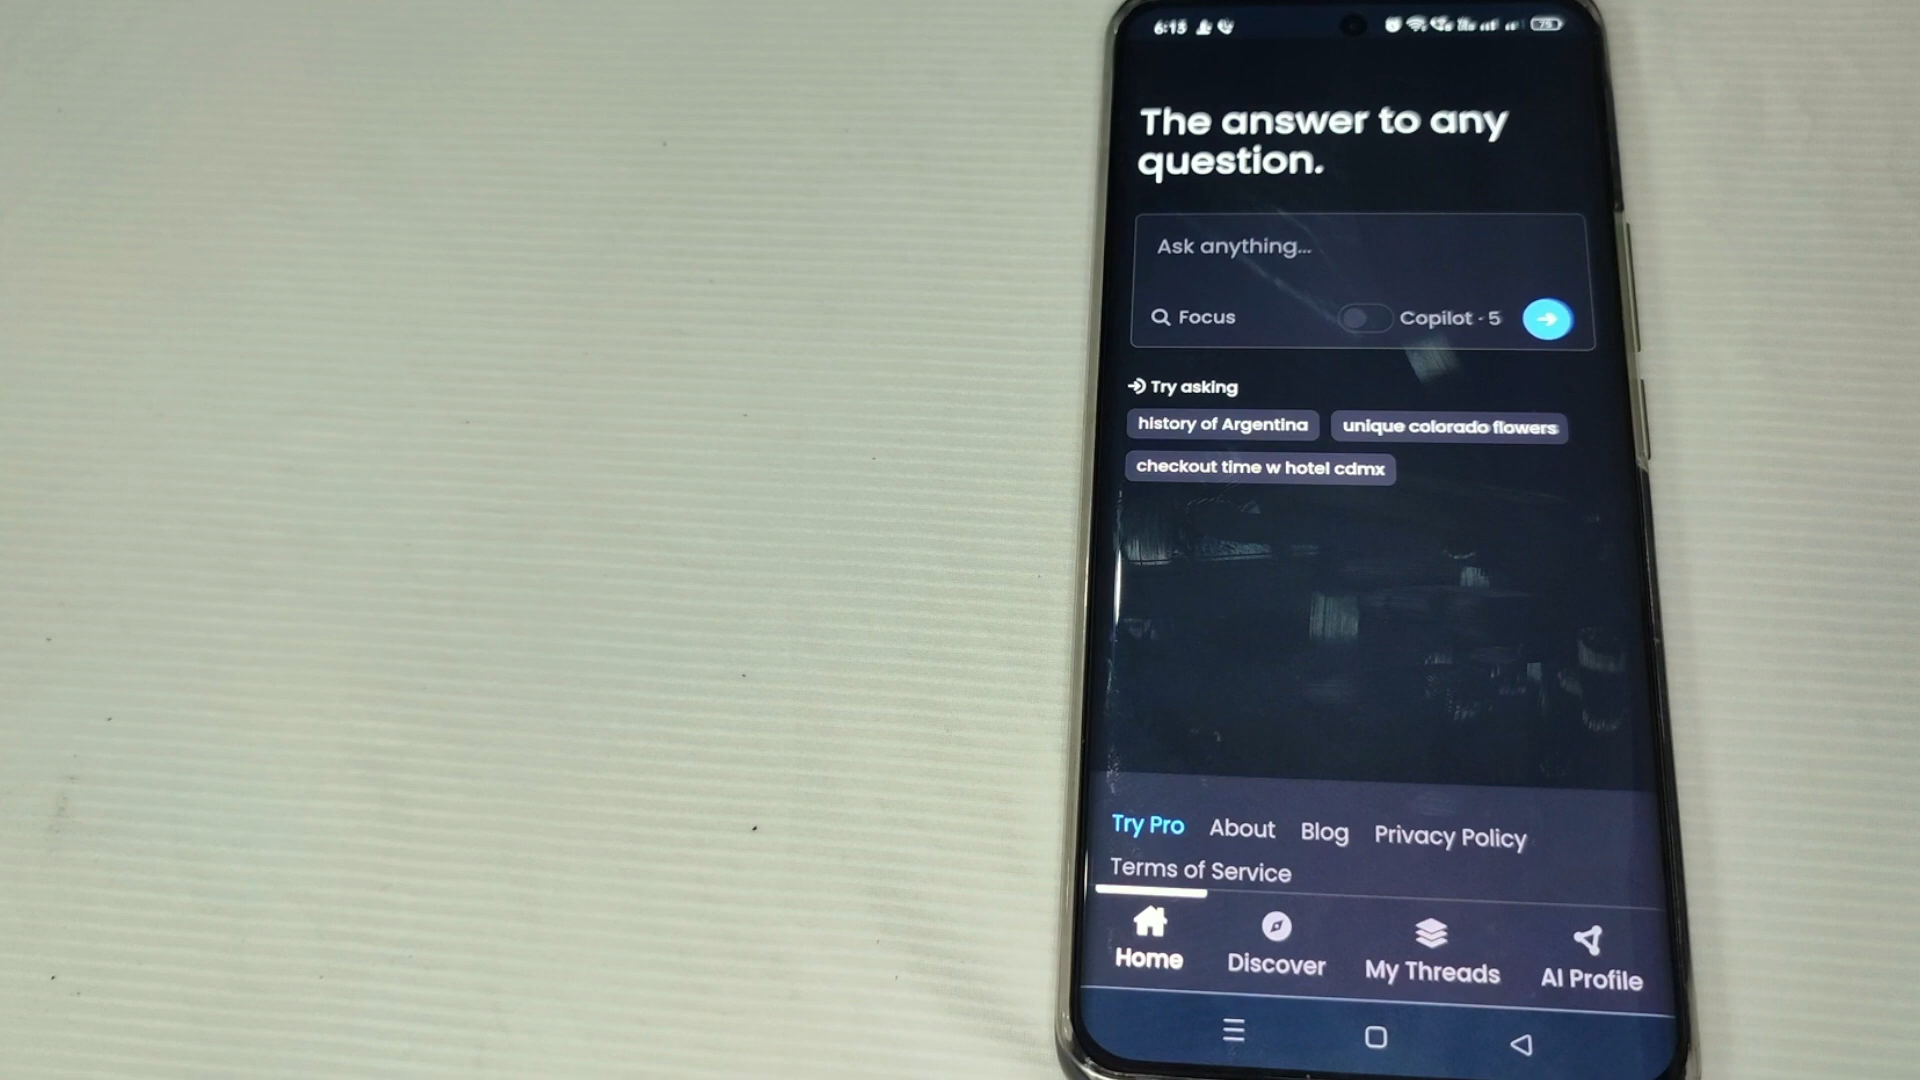 6:15
75
The answer to any
question.
Ask anything...
Focus
Copilot · 5
Try asking
history of Argentina
unique colorado flowers
checkout time w hotel cdmx
Try Pro
About
Blog
Privacy Policy
Terms of Service
Home
Discover
My Threads
AI Profile